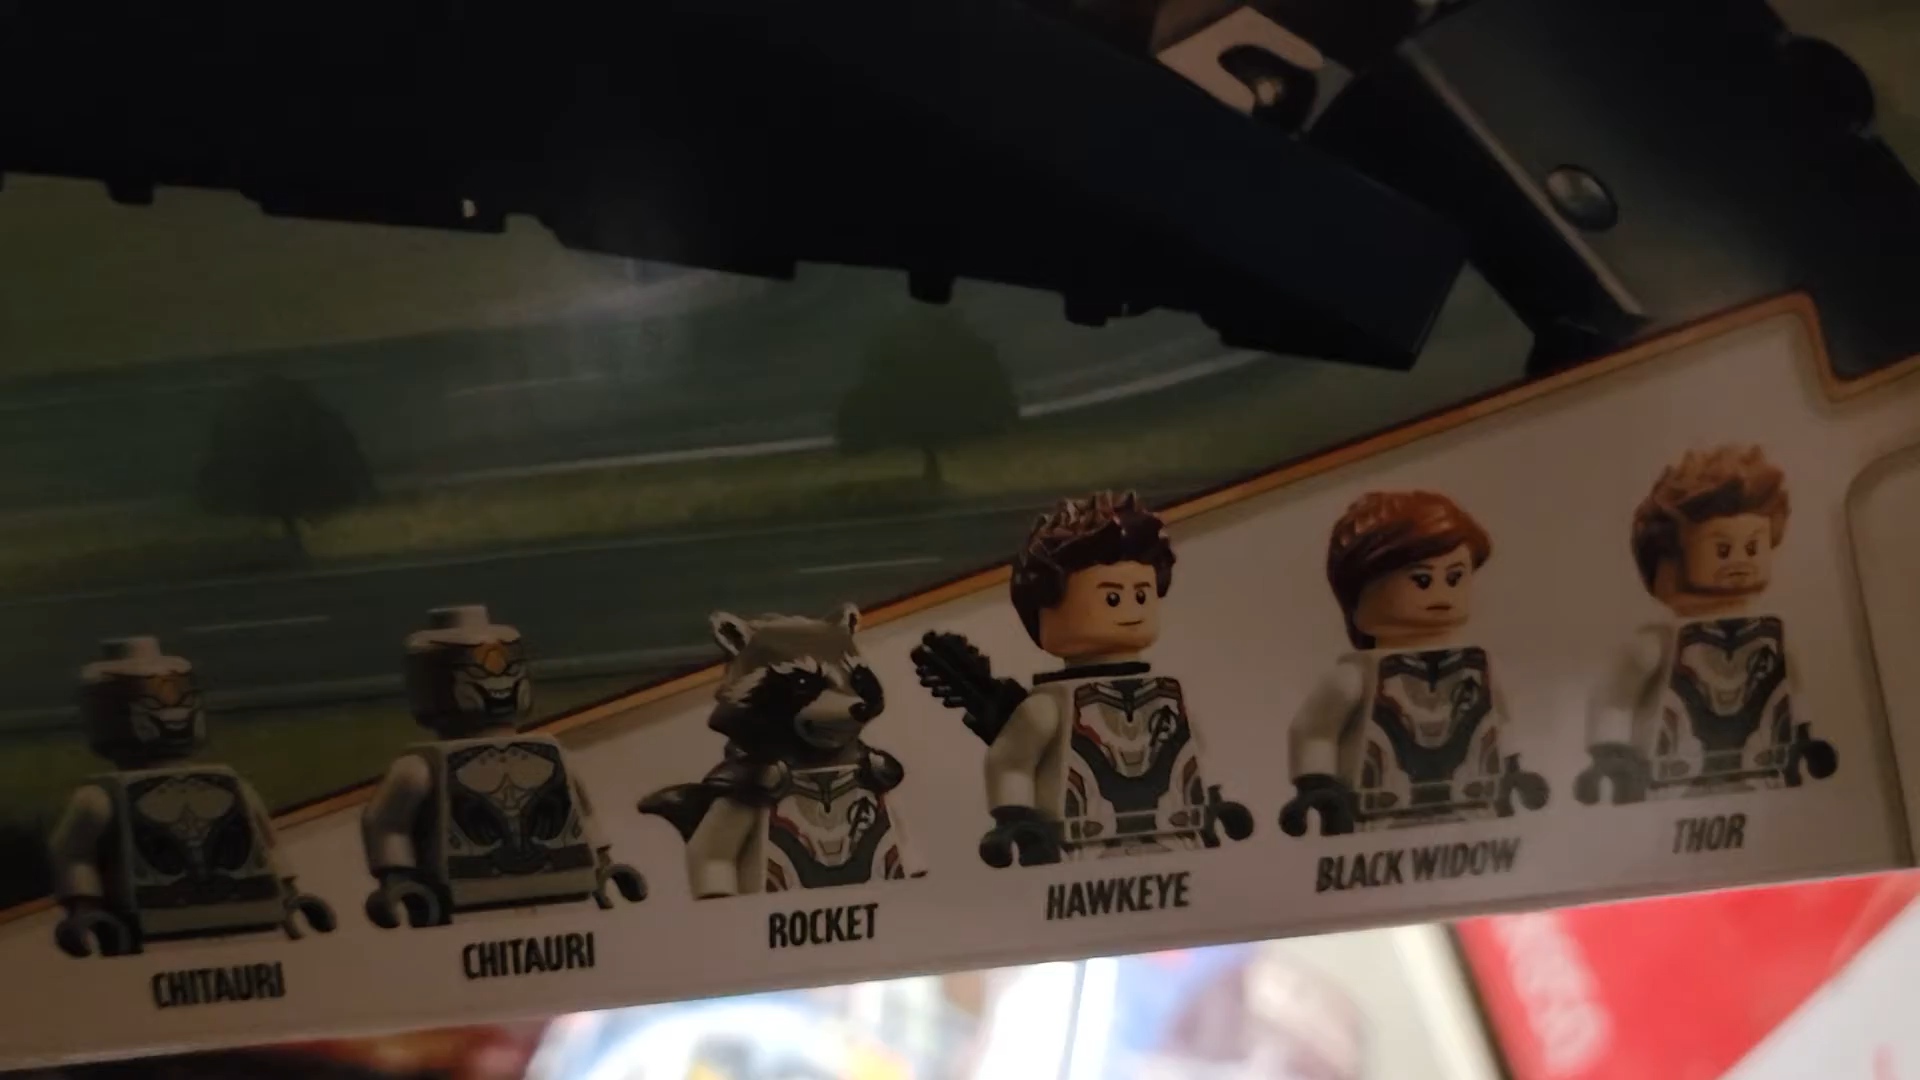 CHITAURI
CHITAURI
ROCKET
HAWKEYE
BLACK WIDOW
THOR